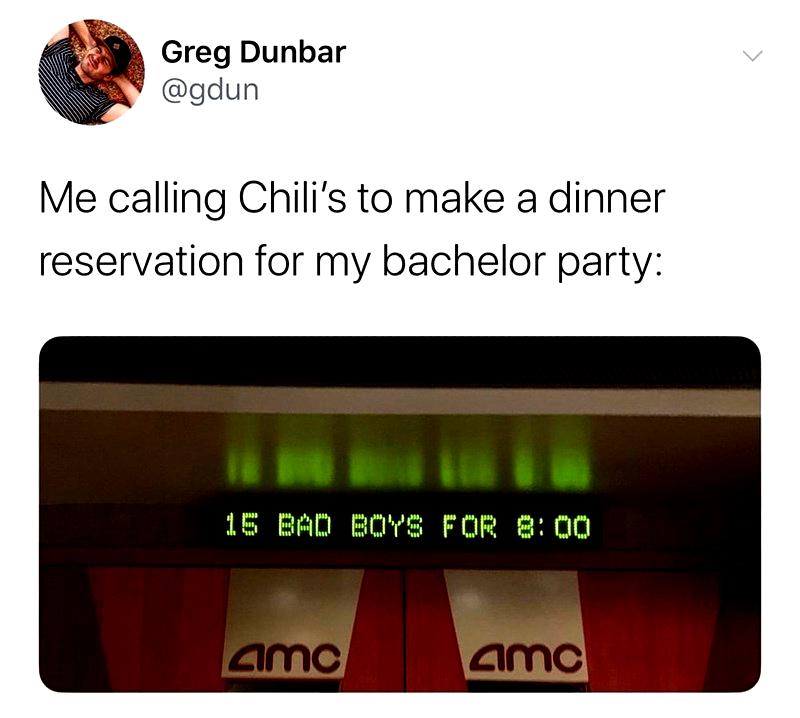 Greg Dunbar
@gdun
Me calling Chili's to make a dinner
reservation for my bachelor party:
15 BAD BOYS FOR 8:00
amc amc